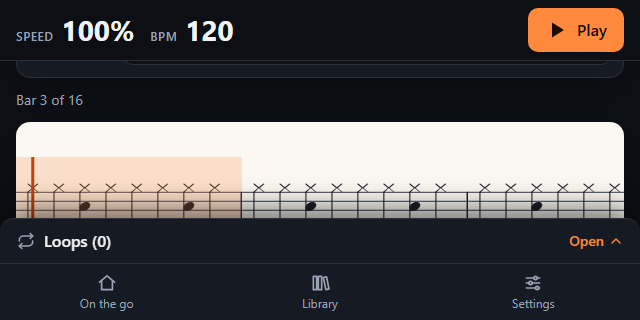 SPEED 100% BPM 120 Play
Bar 3 of 16
Loops (0) Open
On the go Library Settings